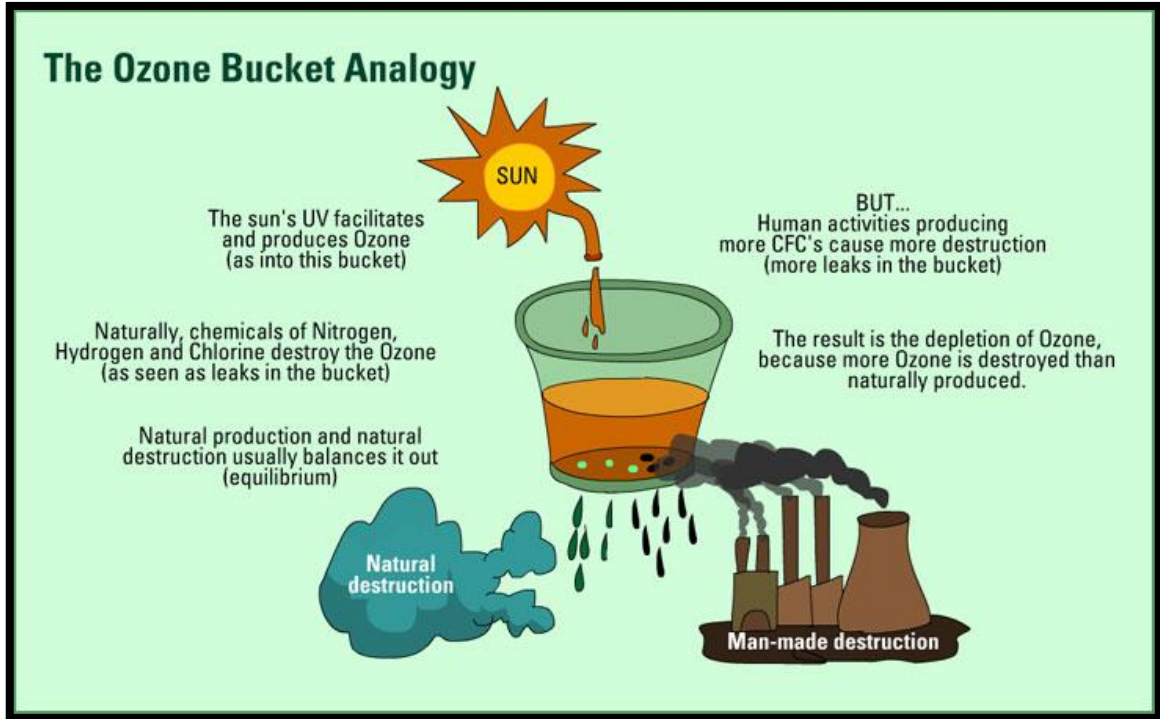 The Ozone Bucket Analogy
SUN
The sun's UV facilitates
and produces Ozone
(as into this bucket)
Naturally, chemicals of Nitrogen,
Hydrogen and Chlorine destroy the Ozone
(as seen as leaks in the bucket)
Natural production and natural
destruction usually balances it out
(equilibrium)
BUT...
Human activities producing
more CFC's cause more destruction
(more leaks in the bucket)
The result is the depletion of Ozone,
because more Ozone is destroyed than
naturally produced.
Natural
destruction
Man-made destruction